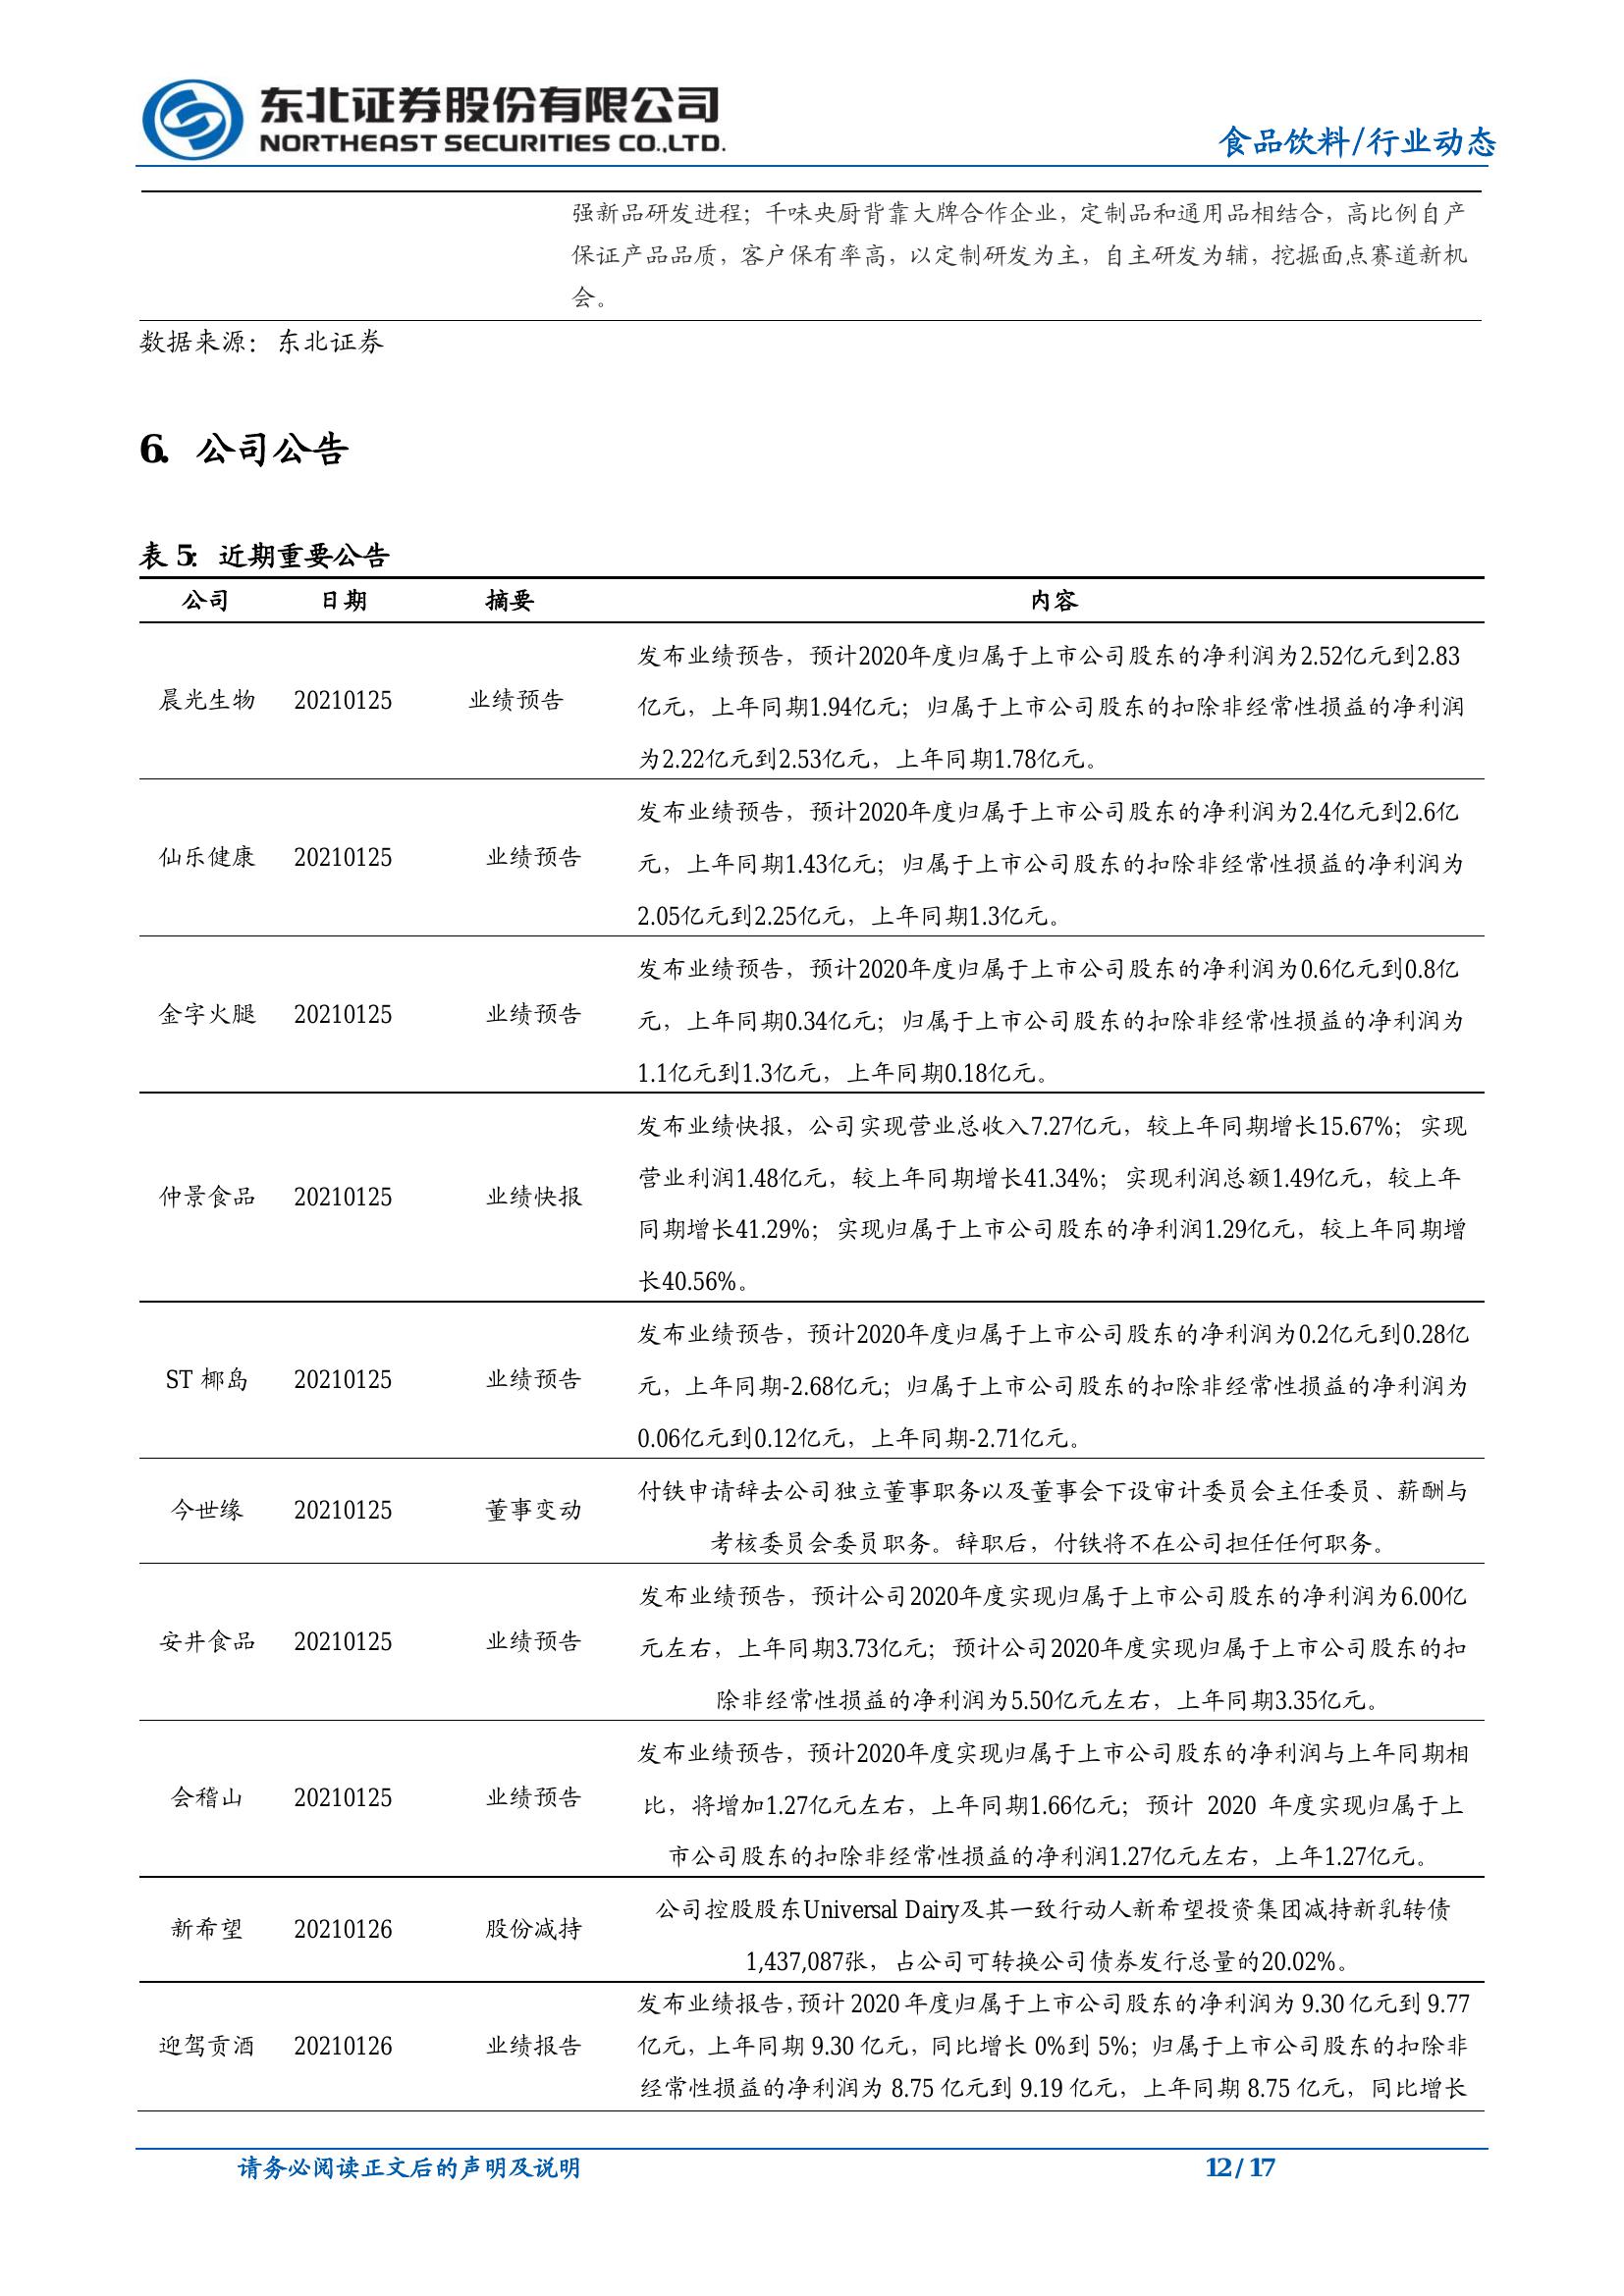 东北证券股份有限公司
NORTHEAST SECURITIES CO.,LTD.
食品饮料/行业动态
强新品研发进程；千味央厨背靠大牌合作企业，定制品和通用品相结合，高比例自产
保证产品品质，客户保有率高，以定制研发为主，自主研发为辅，挖掘面点赛道新机
会。
数据来源：东北证券
6. 公司公告
表 5：近期重要公告
公司 日期 摘要 内容
发布业绩预告，预计2020年度归属于上市公司股东的净利润为2.52亿元到2.83
晨光生物 20210125 业绩预告 亿元，上年同期1.94亿元；归属于上市公司股东的扣除非经常性损益的净利润
为2.22亿元到2.53亿元，上年同期1.78亿元。
发布业绩预告，预计2020年度归属于上市公司股东的净利润为2.4亿元到2.6亿
仙乐健康 20210125 业绩预告 元，上年同期1.43亿元；归属于上市公司股东的扣除非经常性损益的净利润为
2.05亿元到2.25亿元，上年同期1.3亿元。
发布业绩预告，预计2020年度归属于上市公司股东的净利润为0.6亿元到0.8亿
金字火腿 20210125 业绩预告 元，上年同期0.34亿元；归属于上市公司股东的扣除非经常性损益的净利润为
1.1亿元到1.3亿元，上年同期0.18亿元。
发布业绩快报，公司实现营业总收入7.27亿元，较上年同期增长15.67%；实现
仲景食品 20210125 业绩快报 营业利润1.48亿元，较上年同期增长41.34%；实现利润总额1.49亿元，较上年
同期增长41.29%；实现归属于上市公司股东的净利润1.29亿元，较上年同期增
长40.56%。
发布业绩预告，预计2020年度归属于上市公司股东的净利润为0.2亿元到0.28亿
ST 椰岛 20210125 业绩预告 元，上年同期-2.68亿元；归属于上市公司股东的扣除非经常性损益的净利润为
0.06亿元到0.12亿元，上年同期-2.71亿元。
今世缘 20210125 董事变动 付铁申请辞去公司独立董事职务以及董事会下设审计委员会主任委员、薪酬与
考核委员会委员职务。辞职后，付铁将不在公司担任任何职务。
发布业绩预告，预计公司2020年度实现归属于上市公司股东的净利润为6.00亿
安井食品 20210125 业绩预告 元左右，上年同期3.73亿元；预计公司2020年度实现归属于上市公司股东的扣
除非经常性损益的净利润为5.50亿元左右，上年同期3.35亿元。
发布业绩预告，预计2020年度实现归属于上市公司股东的净利润与上年同期相
会稽山 20210125 业绩预告 比，将增加1.27亿元左右，上年同期1.66亿元；预计 2020 年度实现归属于上
市公司股东的扣除非经常性损益的净利润1.27亿元左右，上年1.27亿元。
新希望 20210126 股份减持 公司控股股东Universal Dairy及其一致行动人新希望投资集团减持新乳转债
1,437,087张，占公司可转换公司债券发行总量的20.02%。
发布业绩报告，预计 2020 年度归属于上市公司股东的净利润为 9.30 亿元到 9.77
迎驾贡酒 20210126 业绩报告 亿元，上年同期 9.30 亿元，同比增长 0%到 5%；归属于上市公司股东的扣除非
经常性损益的净利润为 8.75 亿元到 9.19 亿元，上年同期 8.75 亿元，同比增长
请务必阅读正文后的声明及说明 12 / 17